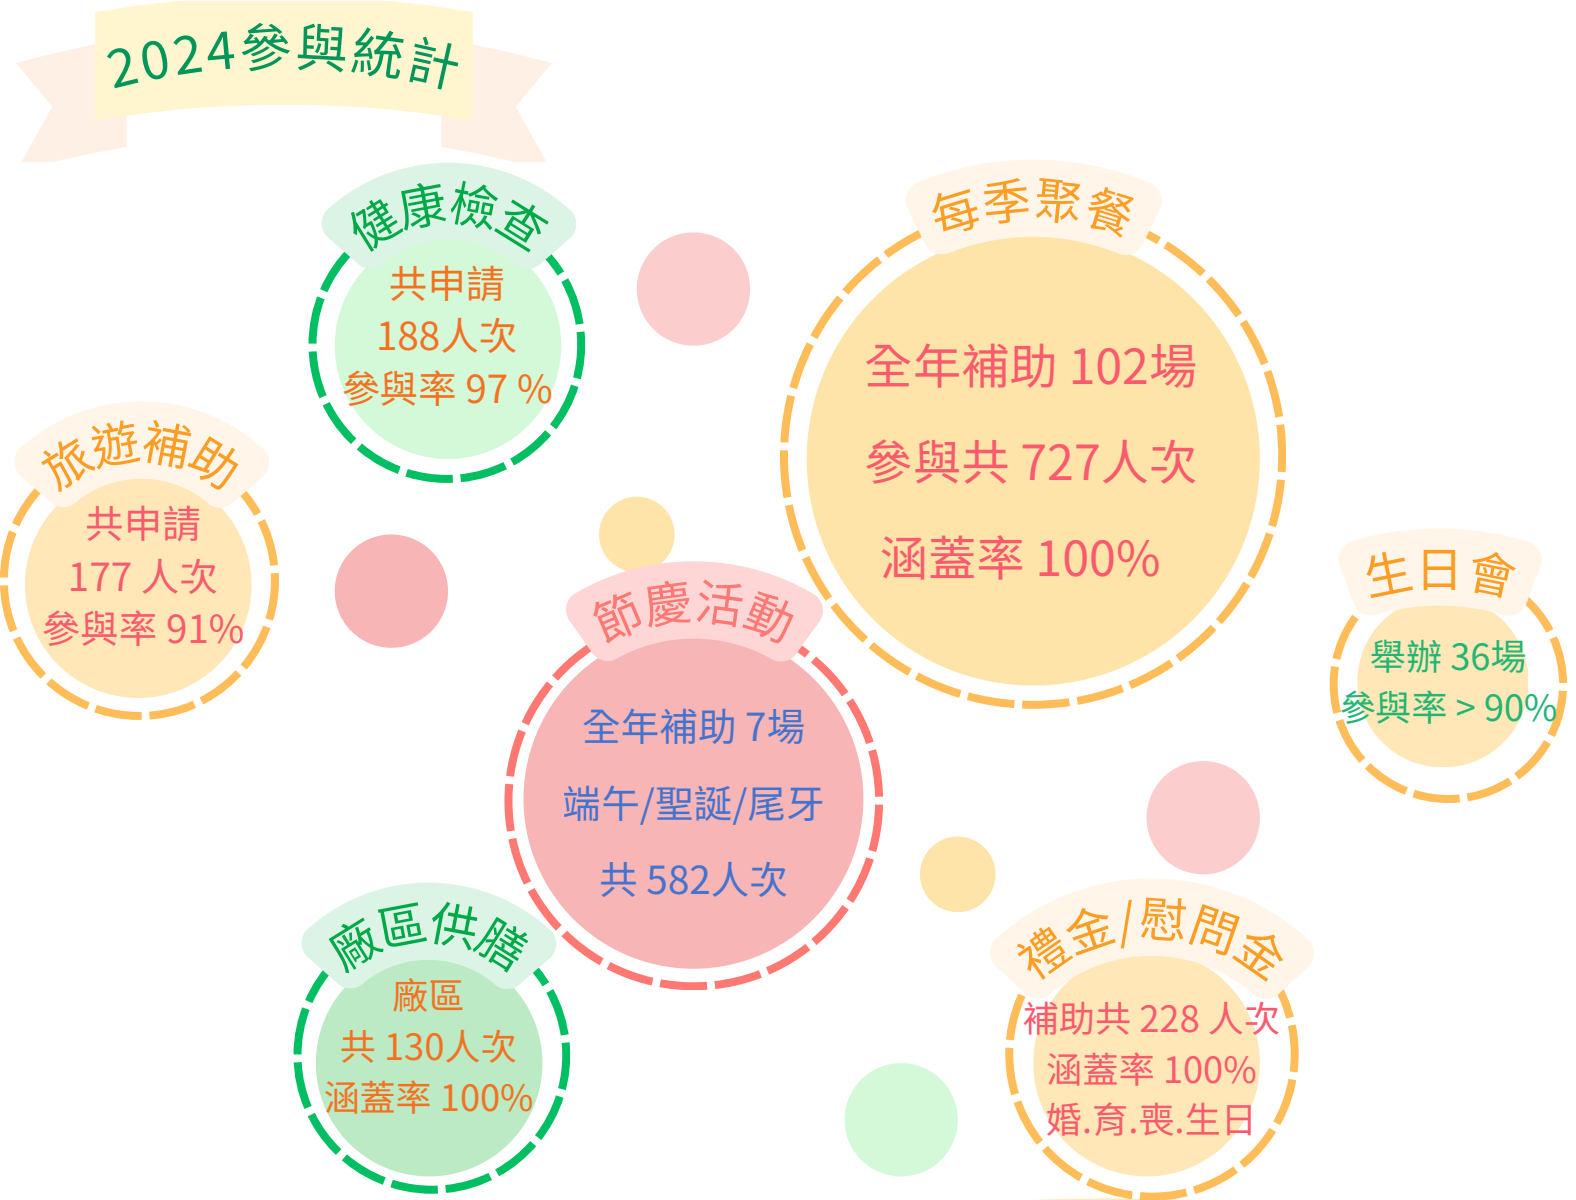 2024參與統計
健康檢查
共申請
188人次
參與率 97 %
每季聚餐
全年補助 102場
參與共 727人次
涵蓋率 100%
旅遊補助
共申請
177 人次
參與率 91%
節慶活動
全年補助 7場
端午/聖誕/尾牙
共 582人次
生日會
舉辦 36場
參與率 > 90%
廠區供膳
廠區
共 130人次
涵蓋率 100%
禮金/慰問金
補助共 228 人次
涵蓋率 100%
婚.育.喪.生日